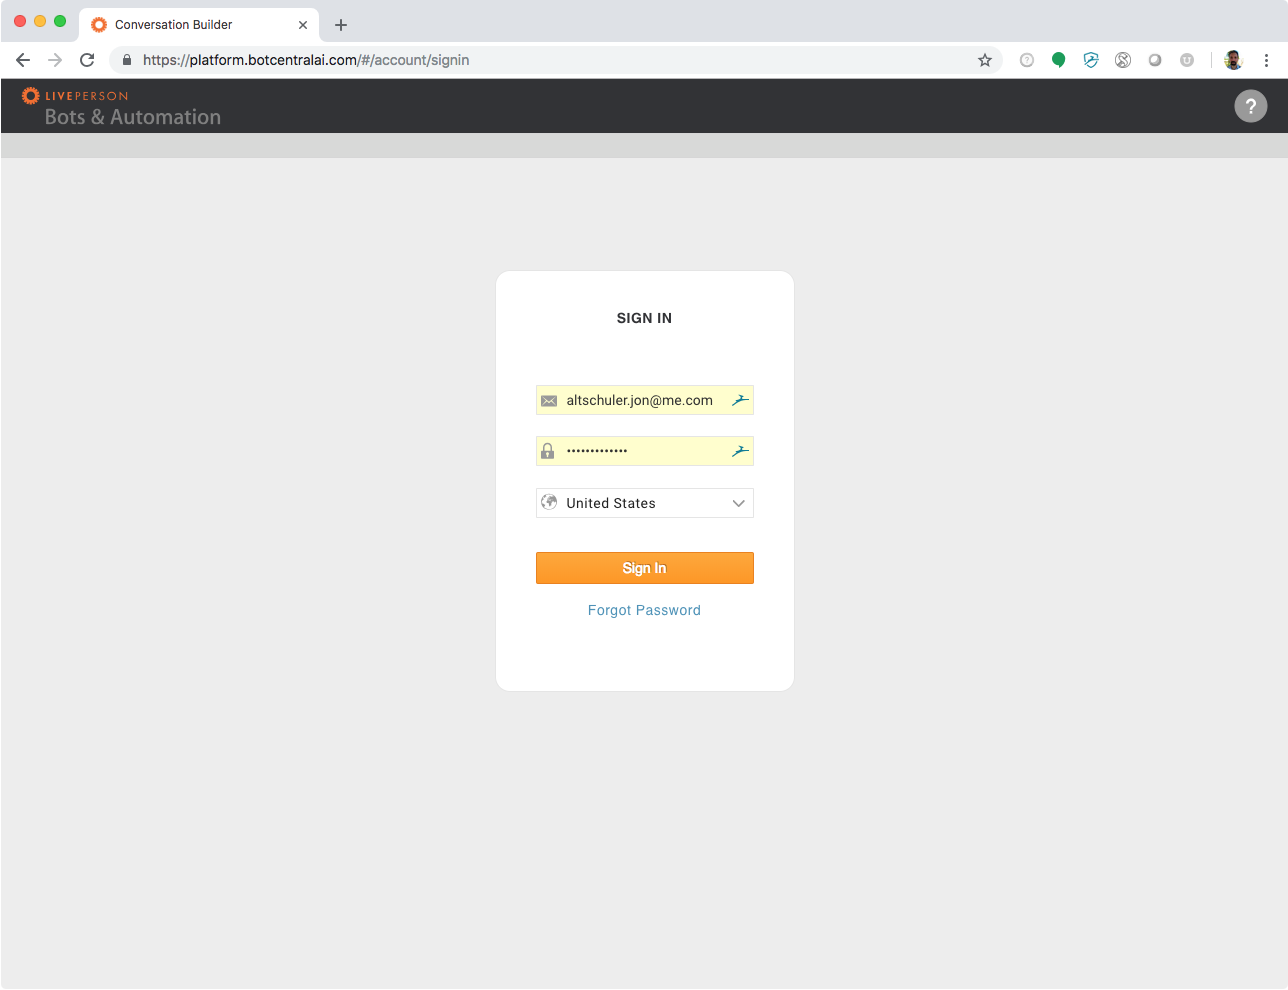 Conversation Builder
https://platform.botcentralai.com/#/account/signin
LIVEPERSON
Bots & Automation
?
SIGN IN
altschuler.jon@me.com
•••••••••••••
United States
Sign In
Forgot Password